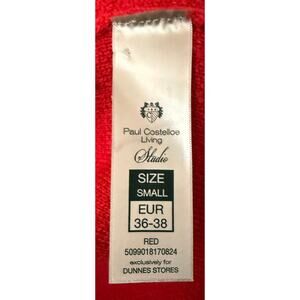 Paul Costelloe
Living
Studio
SIZE
SMALL
EUR
36-38
RED
5099018170824
exclusively for
DUNNES STORES